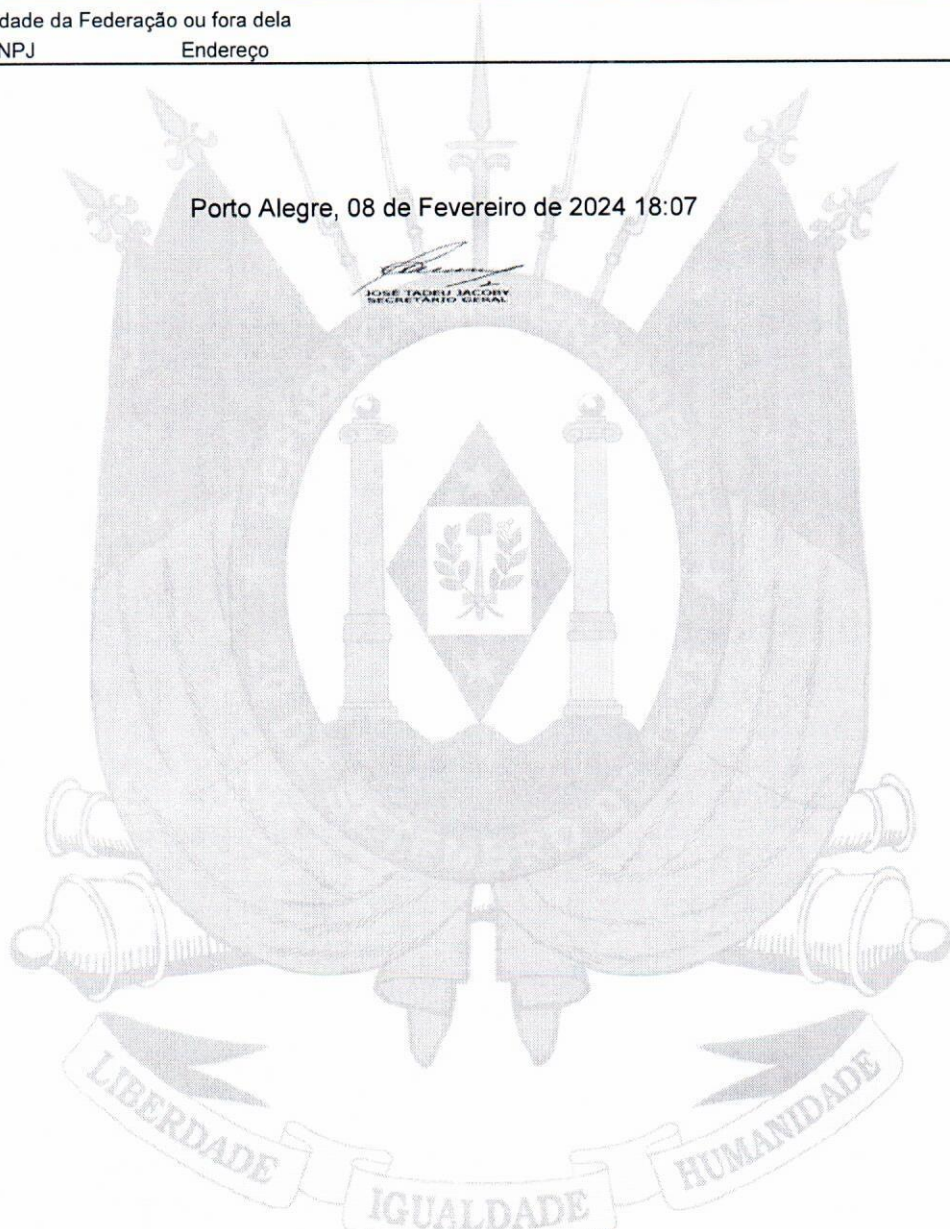 dade da Federação ou fora dela
NPJ Endereço
Porto Alegre, 08 de Fevereiro de 2024 18:07
JOSÉ TADEU JACOBY
SECRETÁRIO GERAL
LIBERDADE
IGUALDADE
HUMANIDADE